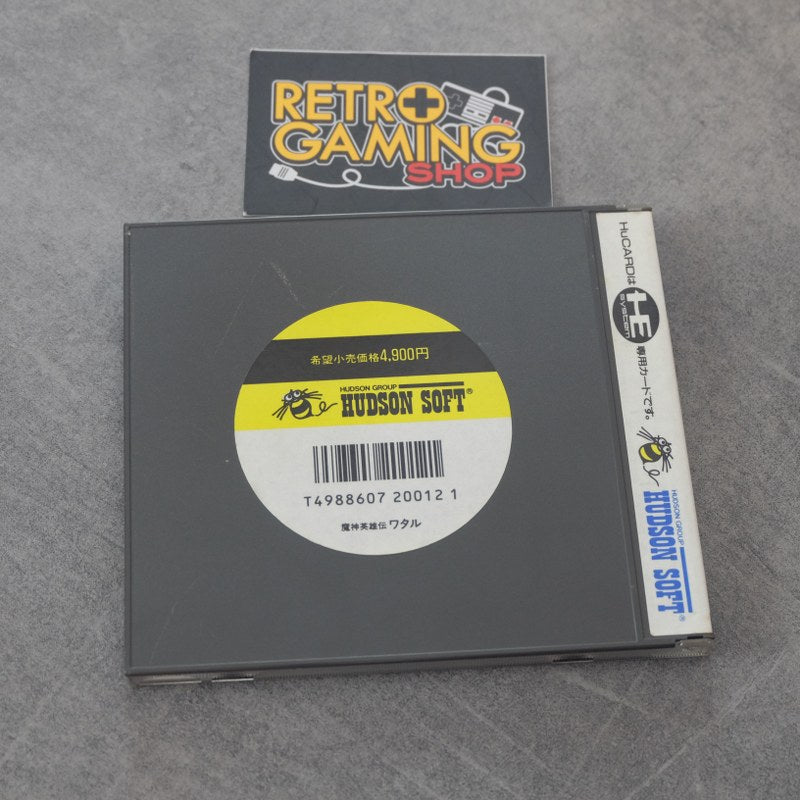 RETRO
GAMING
SHOP
希望小売価格4,900円
HUDSON GROUP
HUDSON SOFT®
T4988607 20012 1
魔神英雄伝ワタル
HuCARDは
HE
system
専用カードです。
HUDSON GROUP
HUDSON SOFT®